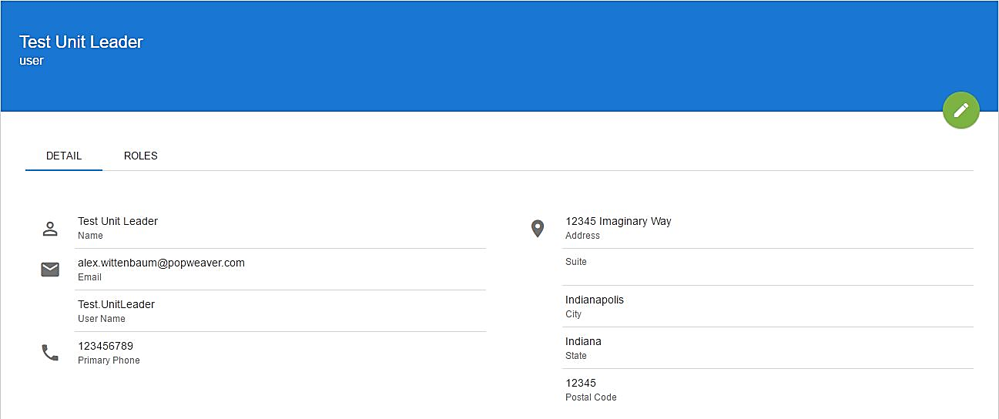 Test Unit Leader
user
DETAIL
ROLES
Test Unit Leader
Name
alex.wittenbaum@popweaver.com
Email
Test.UnitLeader
User Name
123456789
Primary Phone
12345 Imaginary Way
Address
Suite
Indianapolis
City
Indiana
State
12345
Postal Code